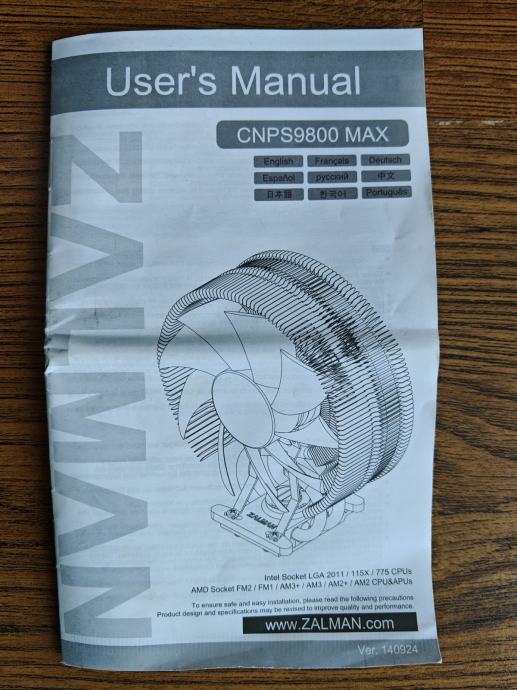 User's Manual
CNPS9800 MAX
English Français Deutsch
Español русский 中文
日本語 한국어 Português
ZALMAN
ZALMAN
Intel Socket LGA 2011 / 115X / 775 CPUs
AMD Socket FM2 / FM1 / AM3+ / AM3 / AM2+ / AM2 CPU&APUs
To ensure safe and easy installation, please read the following precautions
Product design and specifications may be revised to improve quality and performance.
www.ZALMAN.com
Ver. 140924